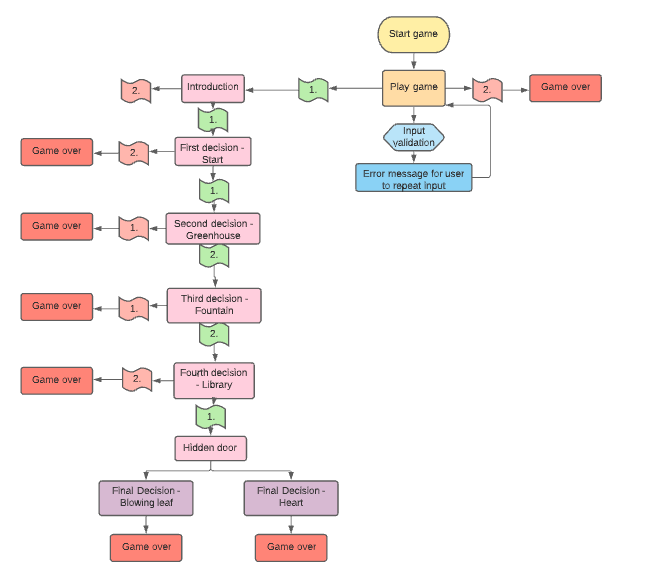 Start game
2.
Introduction
1.
Play game
2.
Game over
1.
Input
validation
Game over
2.
First decision -
Start
Error message for user
to repeat input
1.
Game over
1.
Second decision -
Greenhouse
2.
Game over
1.
Third decision -
Fountain
2.
Game over
2.
Fourth decision
- Library
1.
Hidden door
Final Decision -
Blowing leaf
Final Decision -
Heart
Game over
Game over